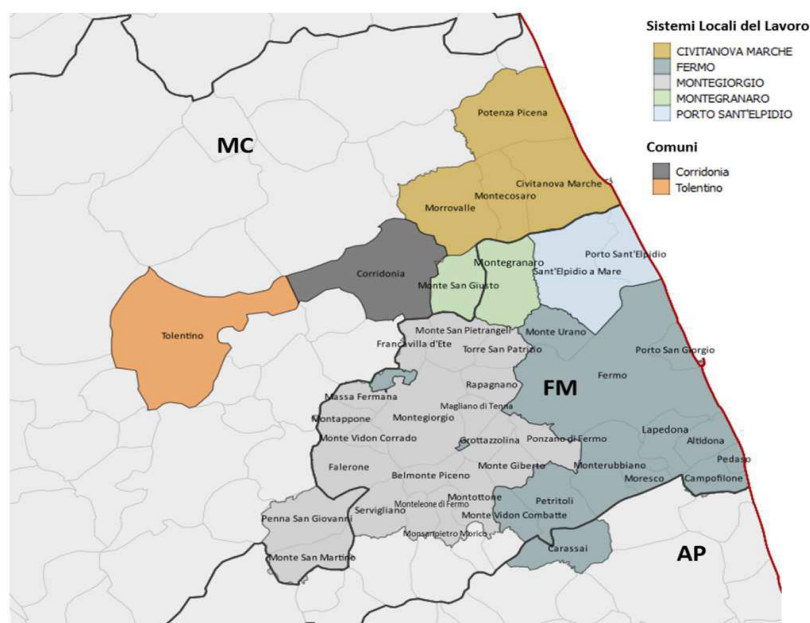 Sistemi Locali del Lavoro
CIVITANOVA MARCHE
FERMO
MONTEGIORGIO
MONTEGRANARO
PORTO SANT'ELPIDIO
Comuni
Corridonia
Tolentino
MC
Potenza Picena
Civitanova Marche
Montecosaro
Morrovalle
Corridonia
Montegranaro
Porto Sant'Elpidio
Sant'Elpidio a Mare
Monte San Giusto
Tolentino
Monte San Pietrangeli
Monte Urano
Francavilla d'Ete
Torre San Patrizio
Porto San Giorgio
Fermo
FM
Rapagnano
Massa Fermana
Magliano di Tenna
Montappone
Montegiorgio
Lapedona
Monte Vidon Corrado
Grottazzolina
Ponzano di Fermo
Altidona
Falerone
Monte Giberto
Monterubbiano
Pedaso
Belmonte Piceno
Moresco
Campofilone
Montottone
Petritoli
Monteleone di Fermo
Servigliano
Monte Vidon Combatte
Penna San Giovanni
Monsampietro Morico
Carassai
AP
Monte San Martino